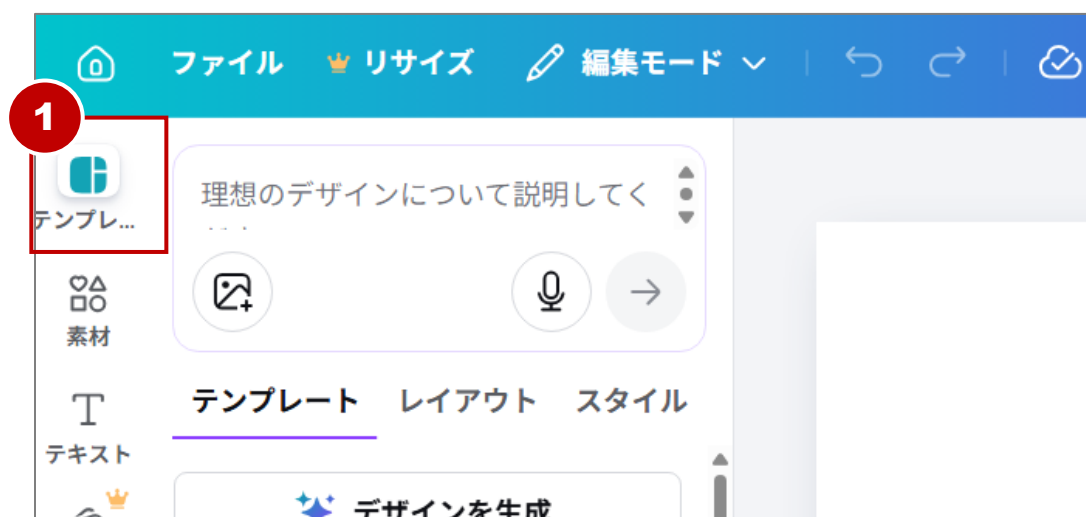 ファイル リサイズ 編集モード
1
テンプレ...
理想のデザインについて説明してく
素材
テンプレート レイアウト スタイル
テキスト
デザインを生成